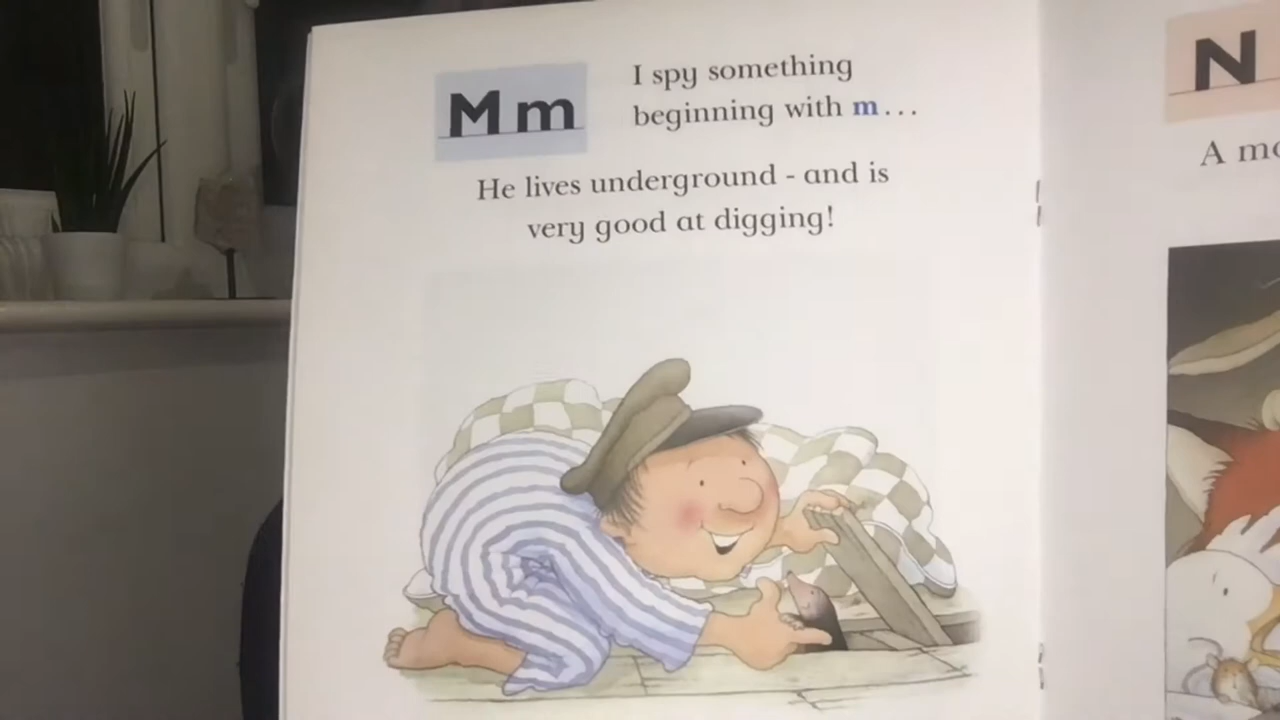 Mm
I spy something
beginning with m...
He lives underground - and is
very good at digging!
N
A